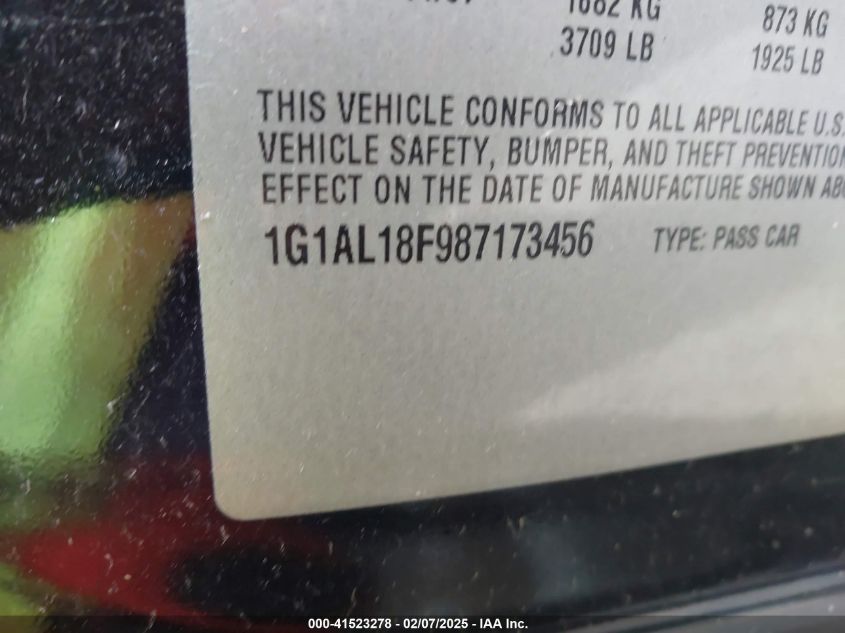 1682 KG 873 KG
3709 LB 1925 LB
THIS VEHICLE CONFORMS TO ALL APPLICABLE U.S.
VEHICLE SAFETY, BUMPER, AND THEFT PREVENTION
EFFECT ON THE DATE OF MANUFACTURE SHOWN
1G1AL18F987173456 TYPE: PASS CAR
000-41523278 - 02/07/2025 - IAA Inc.